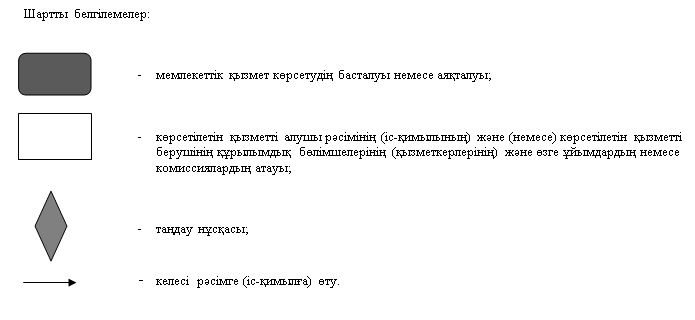 Шартты белгілемелер:
- мемлекеттік қызмет көрсетудің басталуы немесе аяқталуы;
- көрсетілетін қызметті алушы рәсімінің (іс-қимылының) және (немесе) көрсетілетін қызметті
берушінің құрылымдық бөлімшелерінің (қызметкерлерінің) және өзге ұйымдардың немесе
комиссиялардың атауы;
- таңдау нұсқасы;
- келесі рәсімге (іс-қимылға) өту.